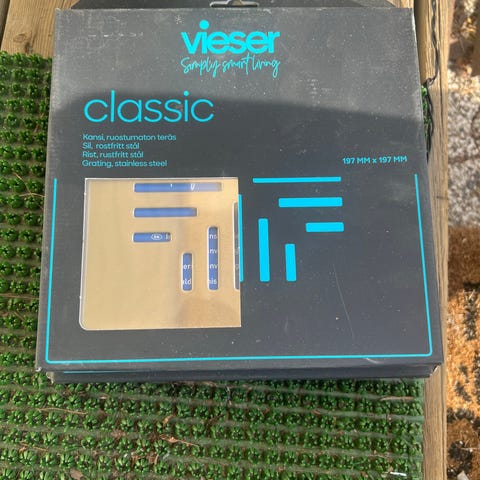 vieser
Simply smart living
classic
Kansi, ruostumaton teräs
Sil, rostfritt stål
Rist, rustfritt stål
Grating, stainless steel
197 MM x 197 MM